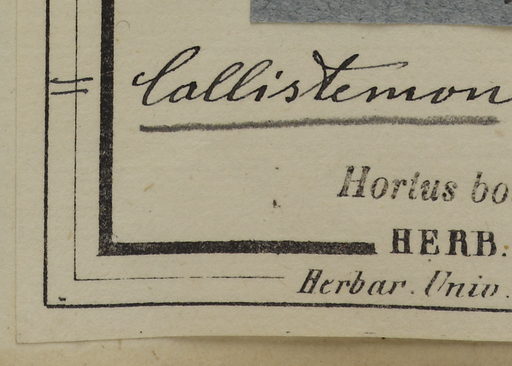 = Callistemon
Hortus bo
HERB.
Herbar. Univ.